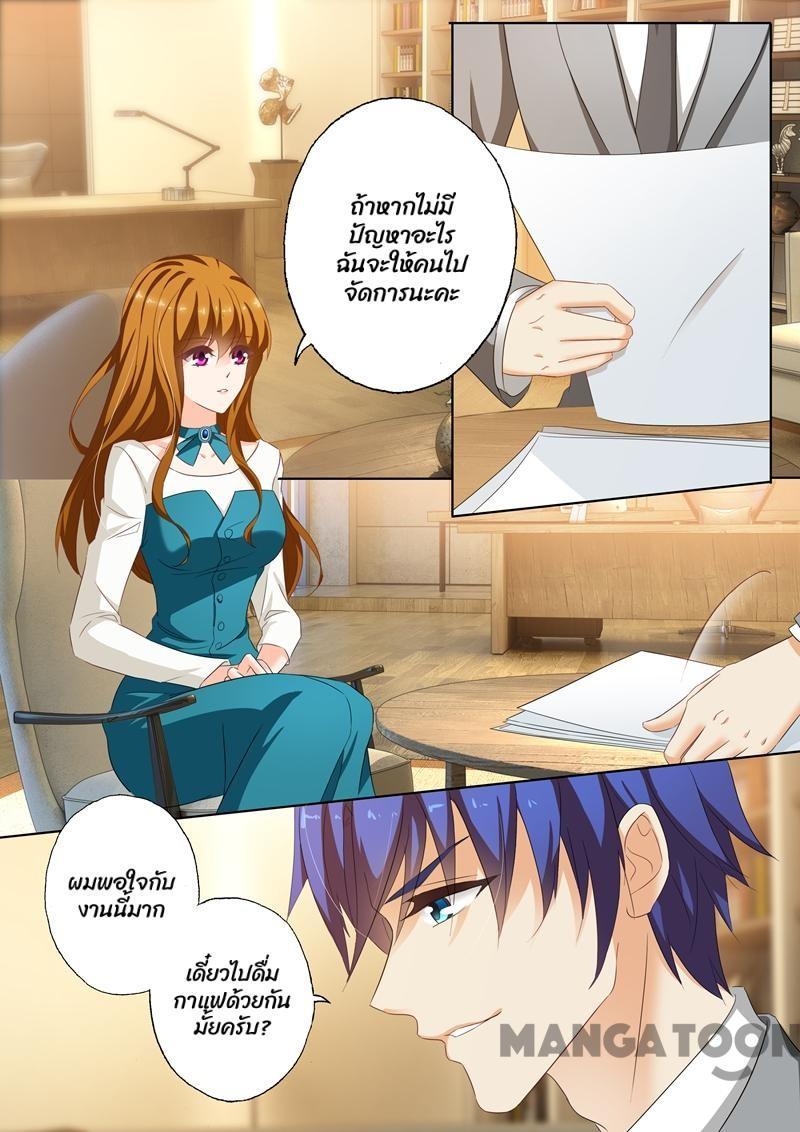 ถ้าหากไม่มี
ปัญหาอะไร
ฉันจะให้คนไป
จัดการนะคะ
ผมพอใจกับ
งานนี้มาก
เดี๋ยวไปดื่ม
กาแฟด้วยกัน
มั้ยครับ?
MANGATOON